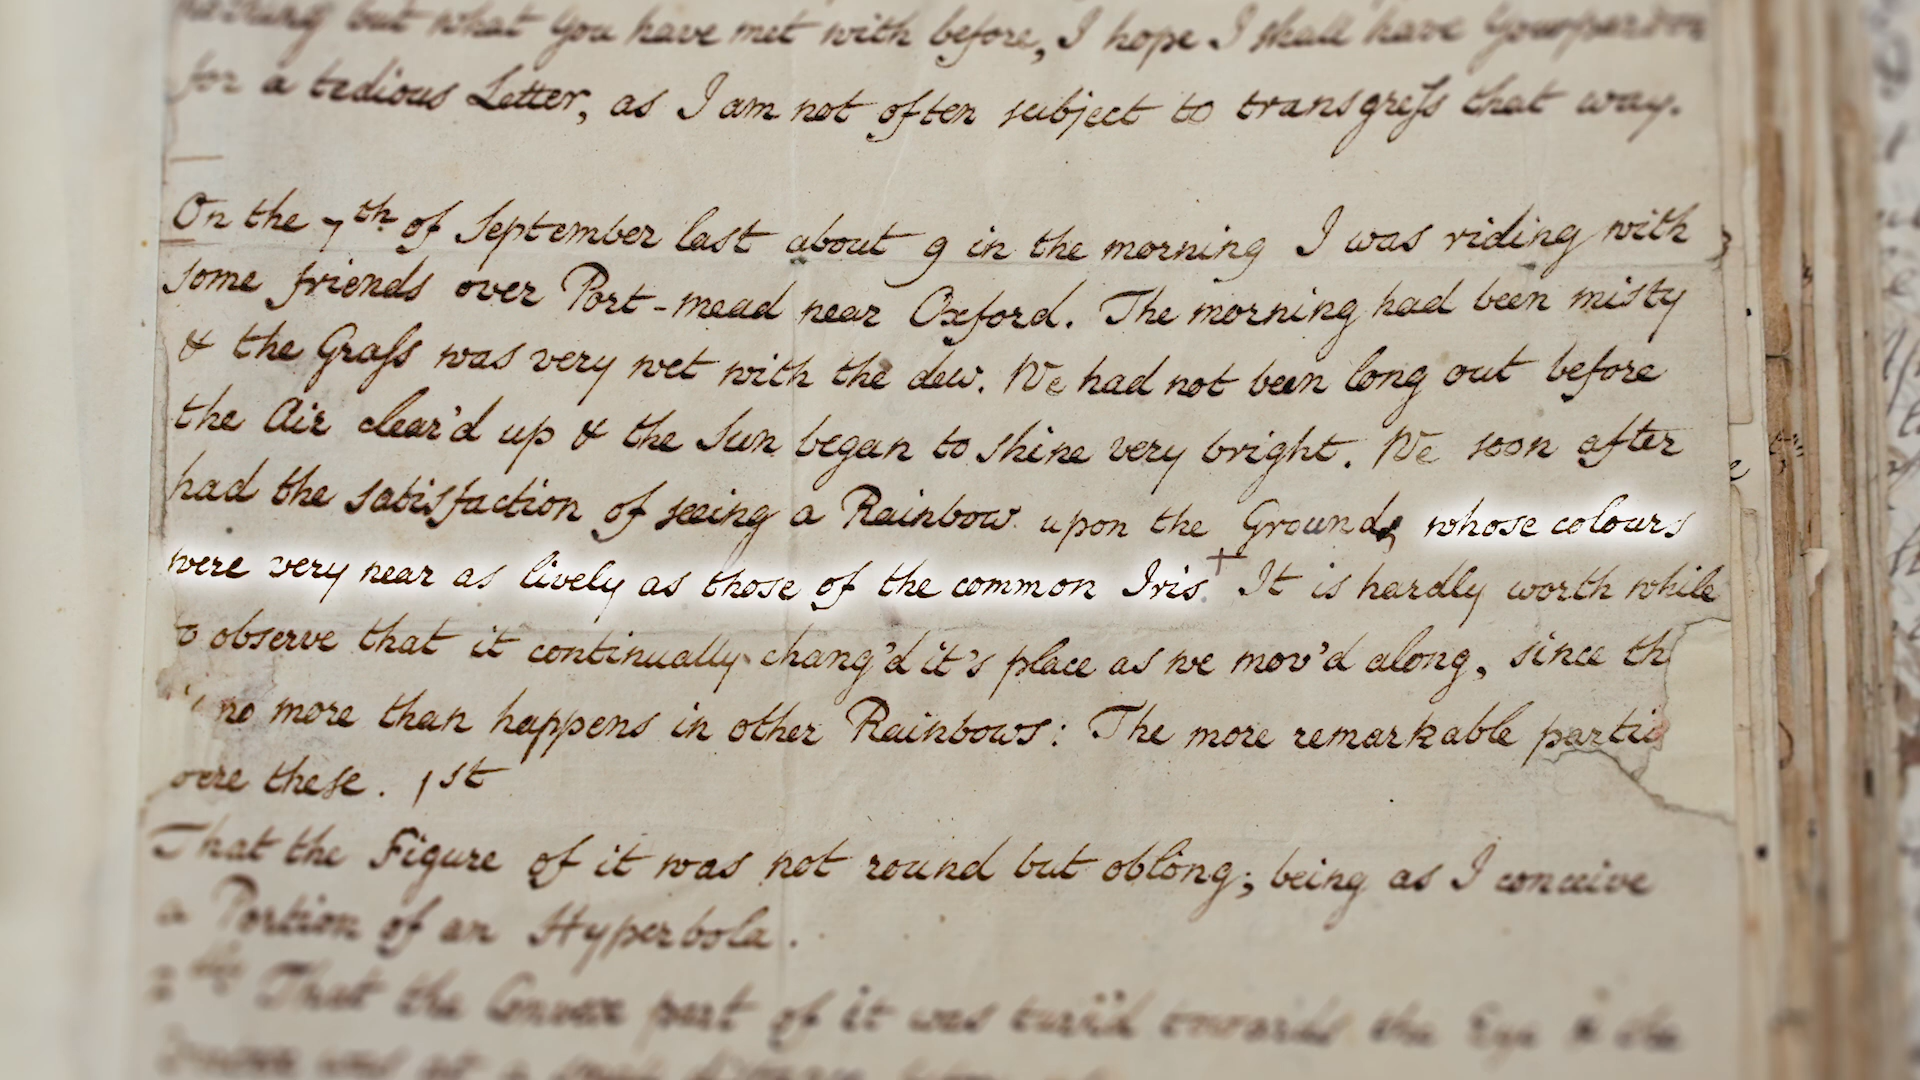 but what You have met with before, I hope I shall have Your pardon
for a tedious Letter, as I am not often subject to transgreſs that way.
On the 7th of September last about 9 in the morning I was riding with
some friends over Port-mead near Oxford. The morning had been misty
& the Graſs was very wet with the dew. We had not been long out before
the Air clear'd up & the Sun began to shine very bright. We soon after
had the satisfaction of seeing a Rainbow upon the Ground, whose colours
were very near as lively as those of the common Iris.+ It is hardly worth while
to observe that it continually chang'd it's place as we mov'd along, since th
no more than happens in other Rainbows: The more remarkable partic
were these. 1st
That the Figure of it was not round but oblong; being as I conceive
a Portion of an Hyperbola.
2dly That the Convex part of it was turn'd towards the Eye & the
was at a small distance